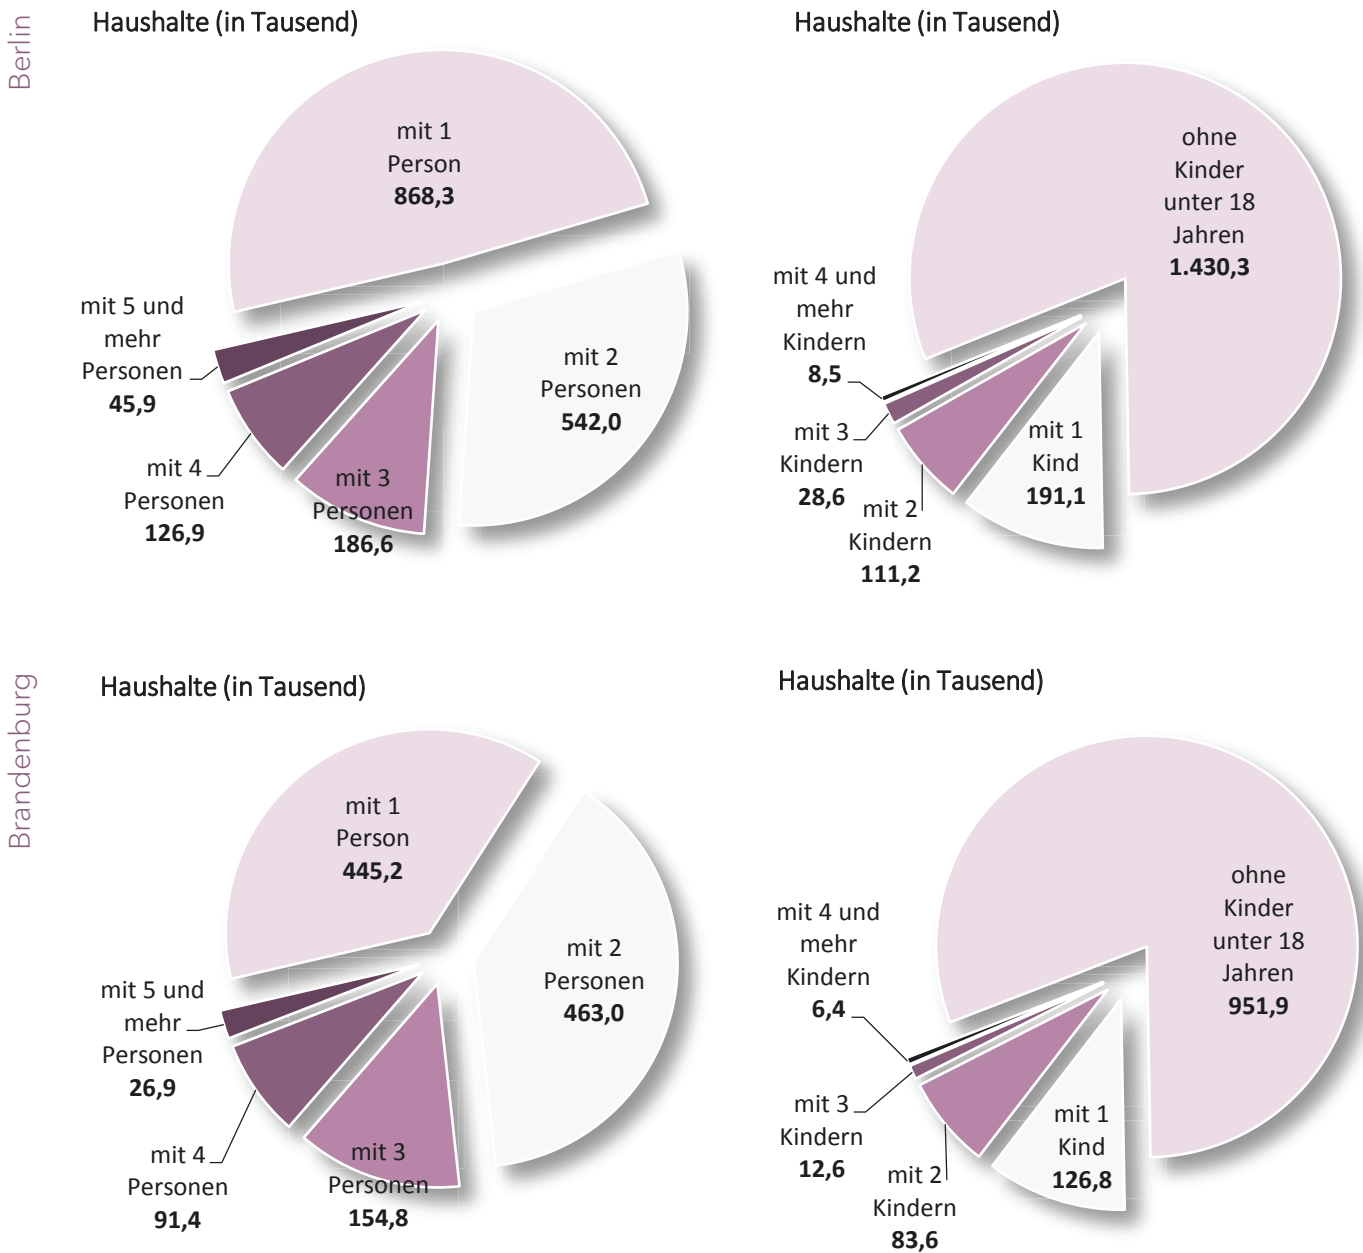 Berlin
Haushalte (in Tausend)
mit 1
Person
868,3
mit 2
Personen
542,0
mit 3
Personen
186,6
mit 4
Personen
126,9
mit 5 und
mehr
Personen
45,9
Haushalte (in Tausend)
ohne
Kinder
unter 18
Jahren
1.430,3
mit 1
Kind
191,1
mit 2
Kindern
111,2
mit 3
Kindern
28,6
mit 4 und
mehr
Kindern
8,5
Brandenburg
Haushalte (in Tausend)
mit 1
Person
445,2
mit 2
Personen
463,0
mit 3
Personen
154,8
mit 4
Personen
91,4
mit 5 und
mehr
Personen
26,9
Haushalte (in Tausend)
ohne
Kinder
unter 18
Jahren
951,9
mit 1
Kind
126,8
mit 2
Kindern
83,6
mit 3
Kindern
12,6
mit 4 und
mehr
Kindern
6,4